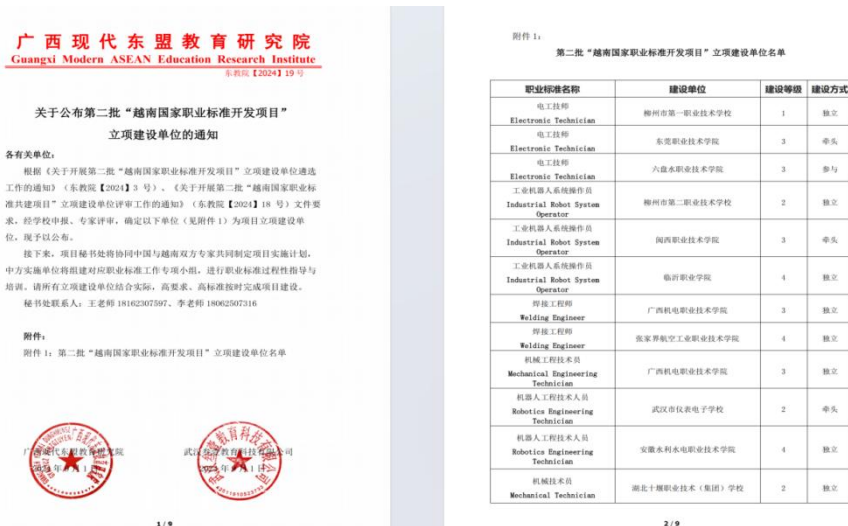 广西现代东盟教育研究院
Guangxi Modern ASEAN Education Research Institute
东教院【2024】19号
关于公布第二批“越南国家职业标准开发项目”
立项建设单位的通知
各有关单位:
根据《关于开展第二批“越南国家职业标准开发项目”立项建设单位遴选
工作的通知》(东教院【2024】3 号)、《关于开展第二批“越南国家职业标
准共建项目”立项建设单位评审工作的通知》(东教院【2024】18 号)文件要
求,经学校申报、专家评审,确定以下单位(见附件 1)为项目立项建设单
位,现予以公布。
接下来,项目秘书处将协同中国与越南双方专家共同制定项目实施计划,
中方实施单位将组建对应职业标准工作专项小组,进行职业标准过程性指导与
培训。请所有立项建设单位结合实际,高要求、高标准按时完成项目建设。
秘书处联系人:王老师 18162307597、李老师 18062507316
附件:
附件 1:第二批“越南国家职业标准开发项目”立项建设单位名单
1 / 9
附件 1:
第二批“越南国家职业标准开发项目”立项建设单位名单
职业标准名称 建设单位 建设等级 建设方式
电工技师
Electronic Technician
柳州市第一职业技术学校 1 独立
电工技师
Electronic Technician
东莞职业技术学院 3 牵头
电工技师
Electronic Technician
六盘水职业技术学院 3 参与
工业机器人系统操作员
Industrial Robot System
Operator
柳州市第二职业技术学校 2 独立
工业机器人系统操作员
Industrial Robot System
Operator
闽西职业技术学院 3 牵头
工业机器人系统操作员
Industrial Robot System
Operator
临沂职业学院 4 独立
焊接工程师
Welding Engineer
广西机电职业技术学院 3 独立
焊接工程师
Welding Engineer
张家界航空工业职业技术学院 4 独立
机械工程技术员
Mechanical Engineering
Technician
广西机电职业技术学院 3 独立
机器人工程技术人员
Robotics Engineering
Technician
武汉市仪表电子学校 2 牵头
机器人工程技术人员
Robotics Engineering
Technician
安徽水利水电职业技术学院 4 独立
机械技术员
Mechanical Technician
湖北十堰职业技术(集团)学校 2 独立
2 / 9